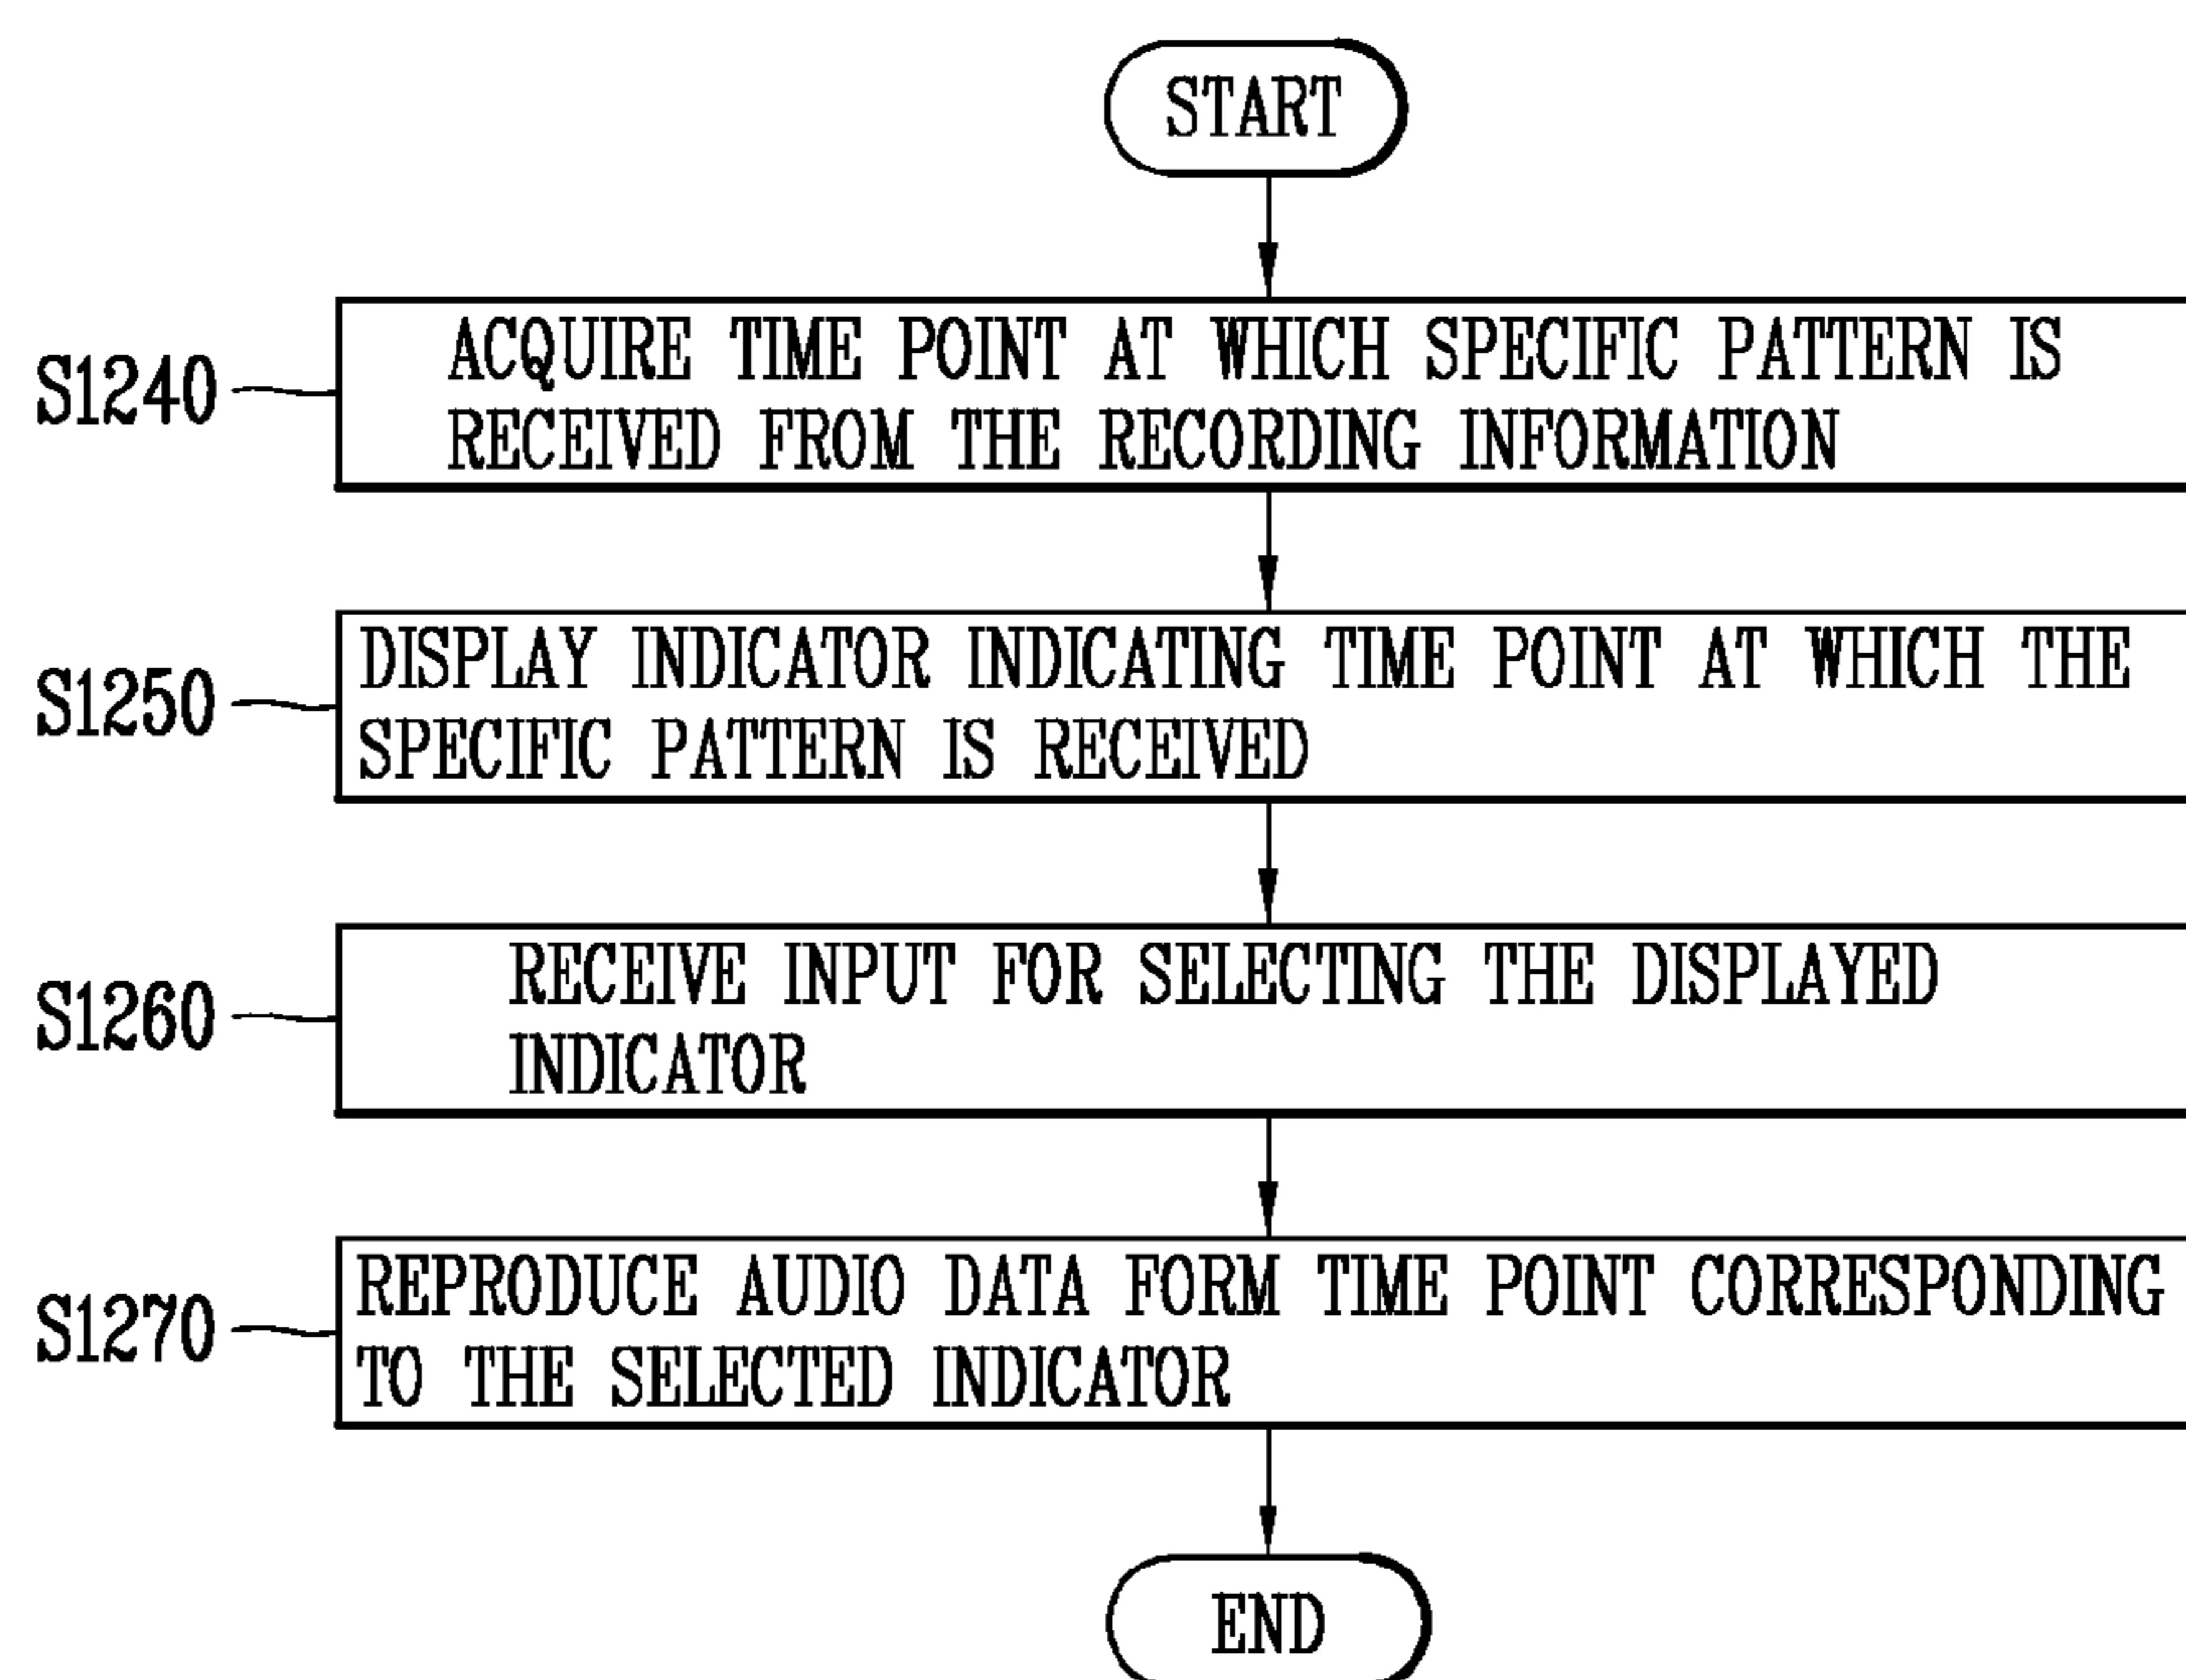 START
S1240
ACQUIRE TIME POINT AT WHICH SPECIFIC PATTERN IS
RECEIVED FROM THE RECORDING INFORMATION
S1250
DISPLAY INDICATOR INDICATING TIME POINT AT WHICH THE
SPECIFIC PATTERN IS RECEIVED
S1260
RECEIVE INPUT FOR SELECTING THE DISPLAYED
INDICATOR
S1270
REPRODUCE AUDIO DATA FORM TIME POINT CORRESPONDING
TO THE SELECTED INDICATOR
END